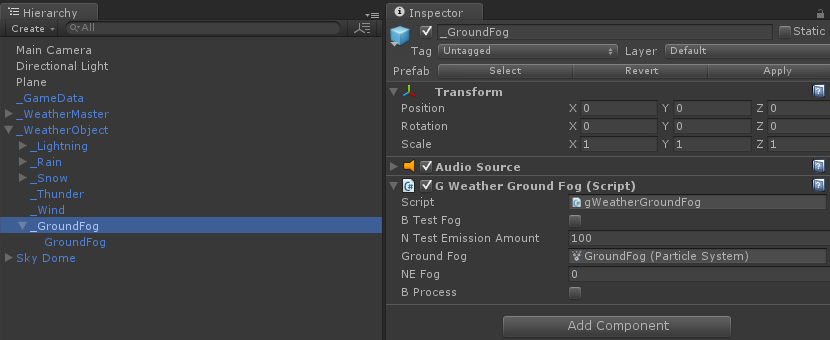 Hierarchy
Create All
Main Camera
Directional Light
Plane
_GameData
_WeatherMaster
_WeatherObject
_Lightning
_Rain
_Snow
_Thunder
_Wind
_GroundFog
GroundFog
Sky Dome
Inspector
_GroundFog Static
Tag Untagged Layer Default
Prefab Select Revert Apply
Transform
Position X 0 Y 0 Z 0
Rotation X 0 Y 0 Z 0
Scale X 1 Y 1 Z 1
Audio Source
G Weather Ground Fog (Script)
Script gWeatherGroundFog
B Test Fog
N Test Emission Amount 100
Ground Fog GroundFog (Particle System)
NE Fog 0
B Process
Add Component